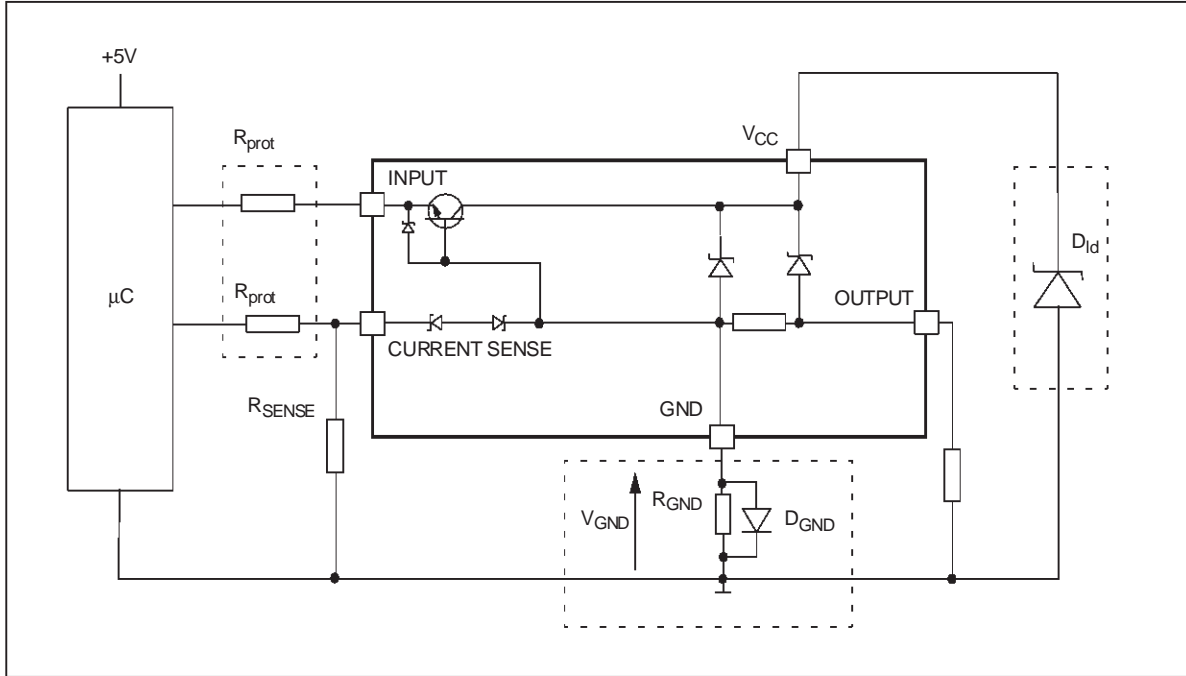 +5V
V_CC
R_prot
INPUT
D_ld
µC
R_prot
OUTPUT
CURRENT SENSE
R_SENSE
GND
V_GND
R_GND
D_GND